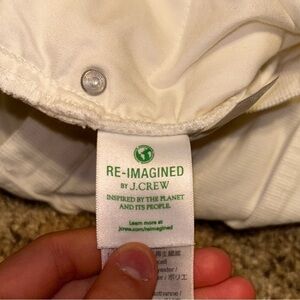 RE-IMAGINED
BY J.CREW
INSPIRED BY THE PLANET
AND ITS PEOPLE.
Learn more at
jcrew.com/reimagined